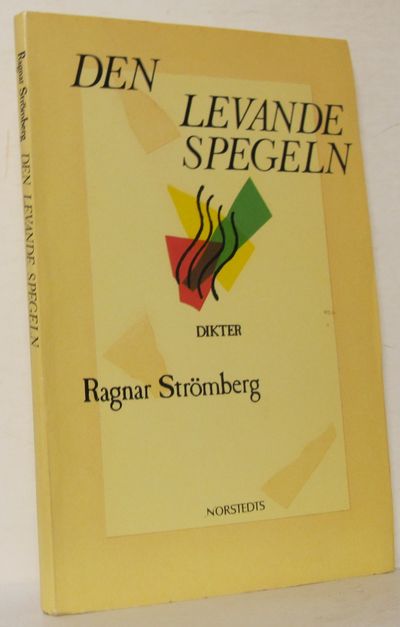 Ragnar Strömberg DEN LEVANDE SPEGELN
DEN
LEVANDE
SPEGELN
DIKTER
Ragnar Strömberg
NORSTEDTS